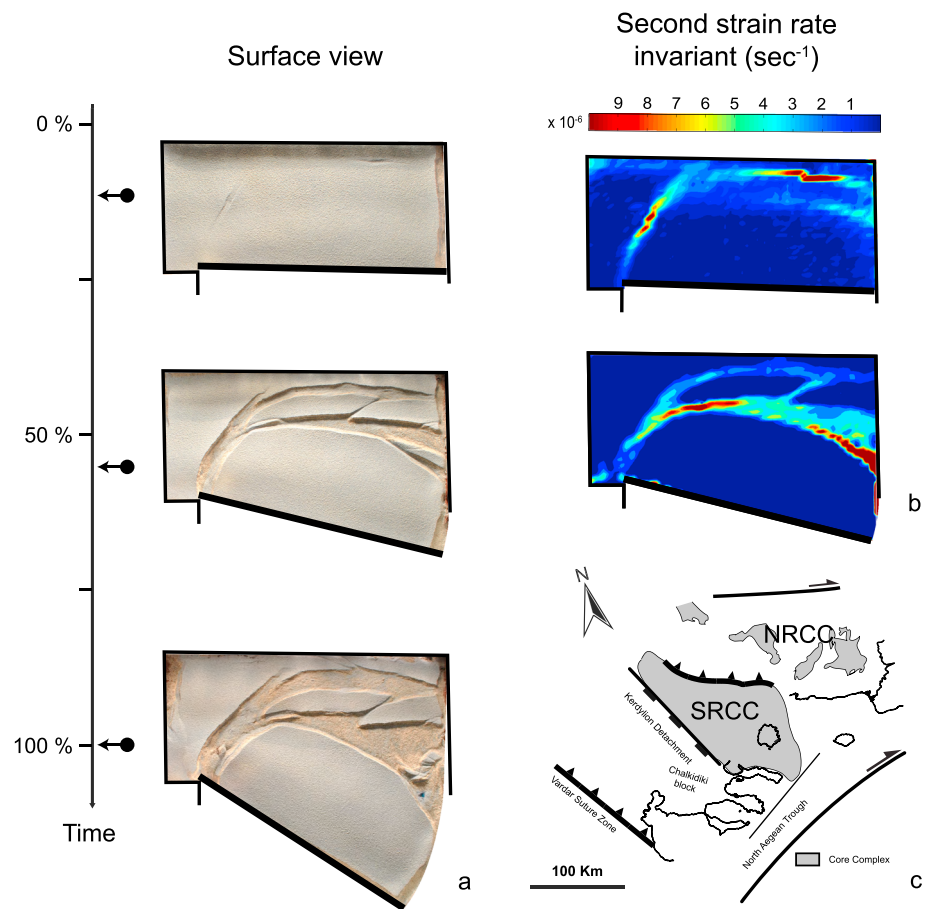 Surface view
Second strain rate
invariant (sec⁻¹)
x 10⁻⁶
9 8 7 6 5 4 3 2 1
0 %
50 %
100 %
Time
a
b
N
NRCC
SRCC
Kerdylion Detachment
Chalkidiki
block
Vardar Suture Zone
North Aegean Trough
Core Complex
100 Km
c